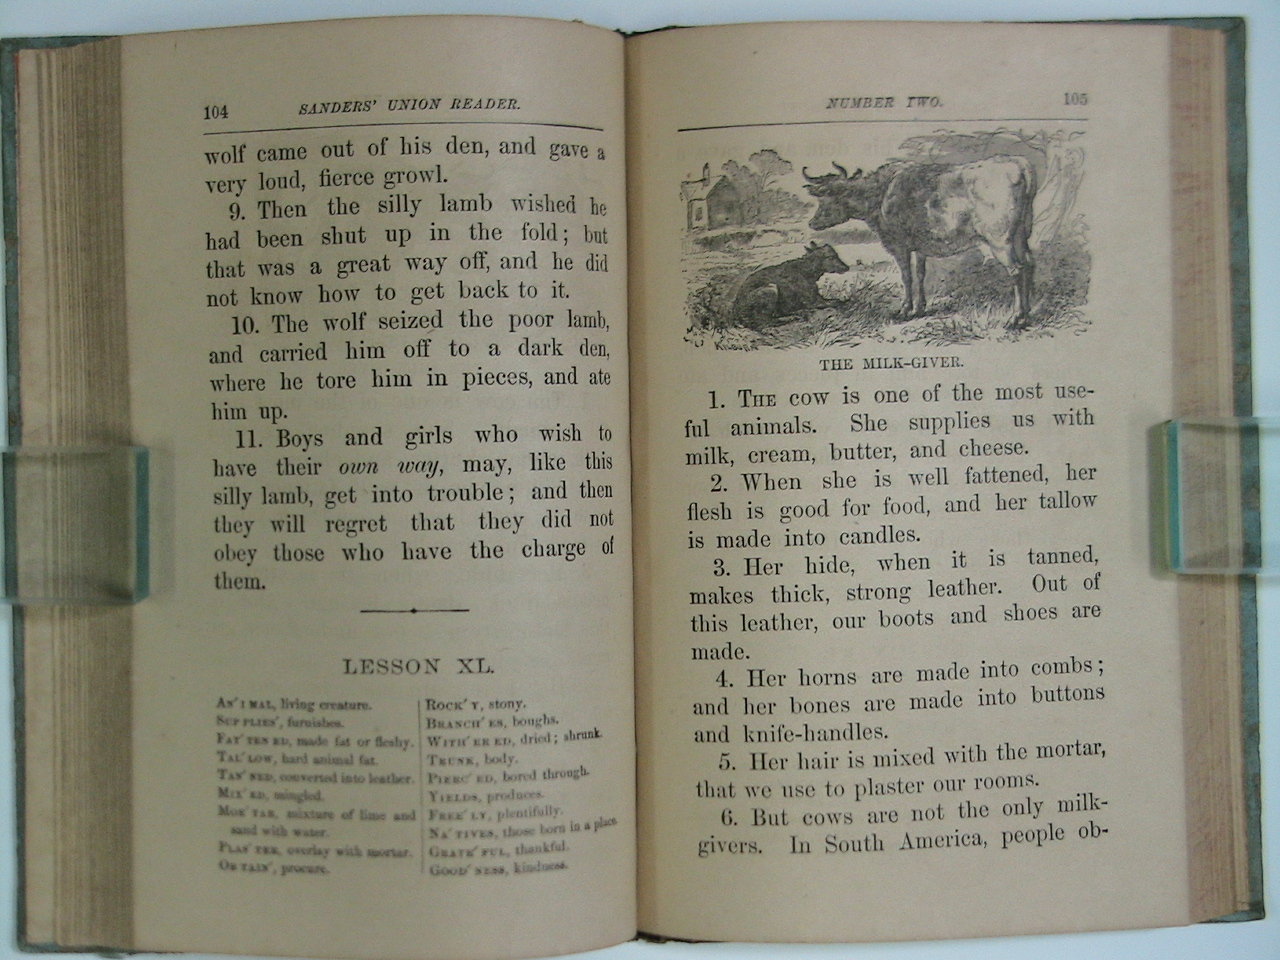 104 SANDERS' UNION READER.
wolf came out of his den, and gave a
very loud, fierce growl.
9. Then the silly lamb wished he
had been shut up in the fold; but
that was a great way off, and he did
not know how to get back to it.
10. The wolf seized the poor lamb,
and carried him off to a dark den,
where he tore him in pieces, and ate
him up.
11. Boys and girls who wish to
have their own way, may, like this
silly lamb, get into trouble; and then
they will regret that they did not
obey those who have the charge of
them.
LESSON XL.
AN' I MAL, living creature.
SUP PLIES', furnishes.
FAT' TEN ED, made fat or fleshy.
TAL' LOW, hard animal fat.
TAN' NED, converted into leather.
MIX' ED, mingled.
MOR' TAR, mixture of lime and
sand with water.
PLAS' TER, overlay with mortar.
OB TAIN', procure.
ROCK' Y, stony.
BRANCH' ES, boughs.
WITH' ER ED, dried; shrunk.
TRUNK, body.
PIERC' ED, bored through.
YIELDS, produces.
FREE' LY, plentifully.
NA' TIVES, those born in a place.
GRATE' FUL, thankful.
GOOD' NESS, kindness.
NUMBER TWO. 105
KILBURN
THE MILK-GIVER.
1. THE COW is one of the most use-
ful animals. She supplies us with
milk, cream, butter, and cheese.
2. When she is well fattened, her
flesh is good for food, and her tallow
is made into candles.
3. Her hide, when it is tanned,
makes thick, strong leather. Out of
this leather, our boots and shoes are
made.
4. Her horns are made into combs;
and her bones are made into buttons
and knife-handles.
5. Her hair is mixed with the mortar,
that we use to plaster our rooms.
6. But cows are not the only milk-
givers. In South America, people ob-